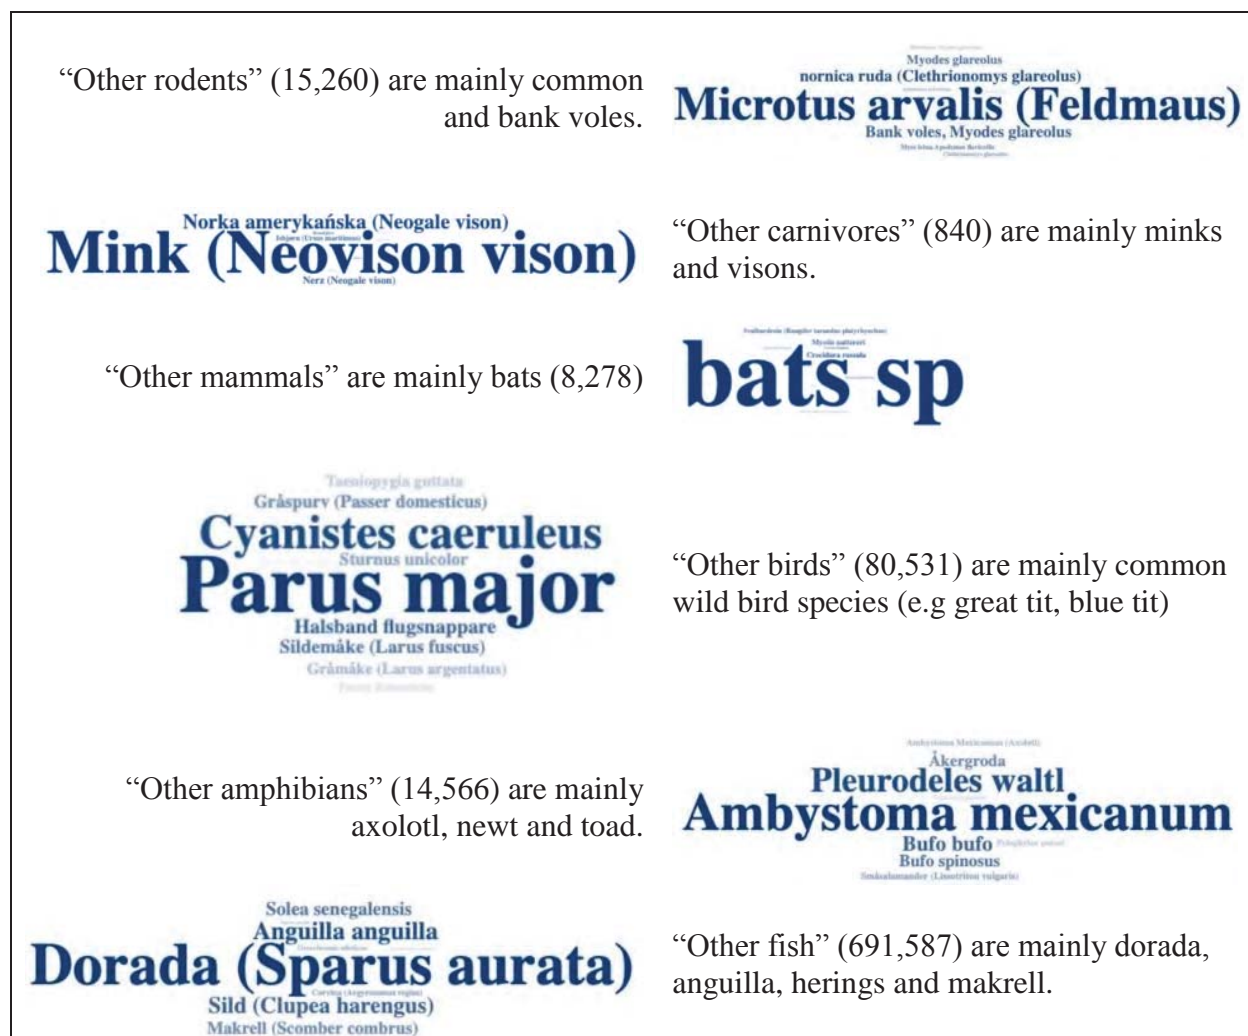 “Other rodents” (15,260) are mainly common
and bank voles.
Myodes glareolus
nornica ruda (Clethrionomys glareolus)
Microtus arvalis (Feldmaus)
Bank voles, Myodes glareolus
Norka amerykańska (Neogale vison)
Mink (Neovison vison)
Nerz (Neogale vison)
“Other carnivores” (840) are mainly minks
and visons.
“Other mammals” are mainly bats (8,278)
Myotis nattereri
Crocidura russula
bats sp
Taeniopygia guttata
Gråspurv (Passer domesticus)
Cyanistes caeruleus
Sturnus unicolor
Parus major
Halsband flugsnappare
Sildemåke (Larus fuscus)
Gråmåke (Larus argentatus)
“Other birds” (80,531) are mainly common
wild bird species (e.g great tit, blue tit)
“Other amphibians” (14,566) are mainly
axolotl, newt and toad.
Ambystoma Mexicanum (Axolotl)
Åkergroda
Pleurodeles waltl
Ambystoma mexicanum
Bufo bufo
Bufo spinosus
Småsalamander (Lissotriton vulgaris)
Solea senegalensis
Anguilla anguilla
Dorada (Sparus aurata)
Sild (Clupea harengus)
Makrell (Scomber combrus)
“Other fish” (691,587) are mainly dorada,
anguilla, herings and makrell.